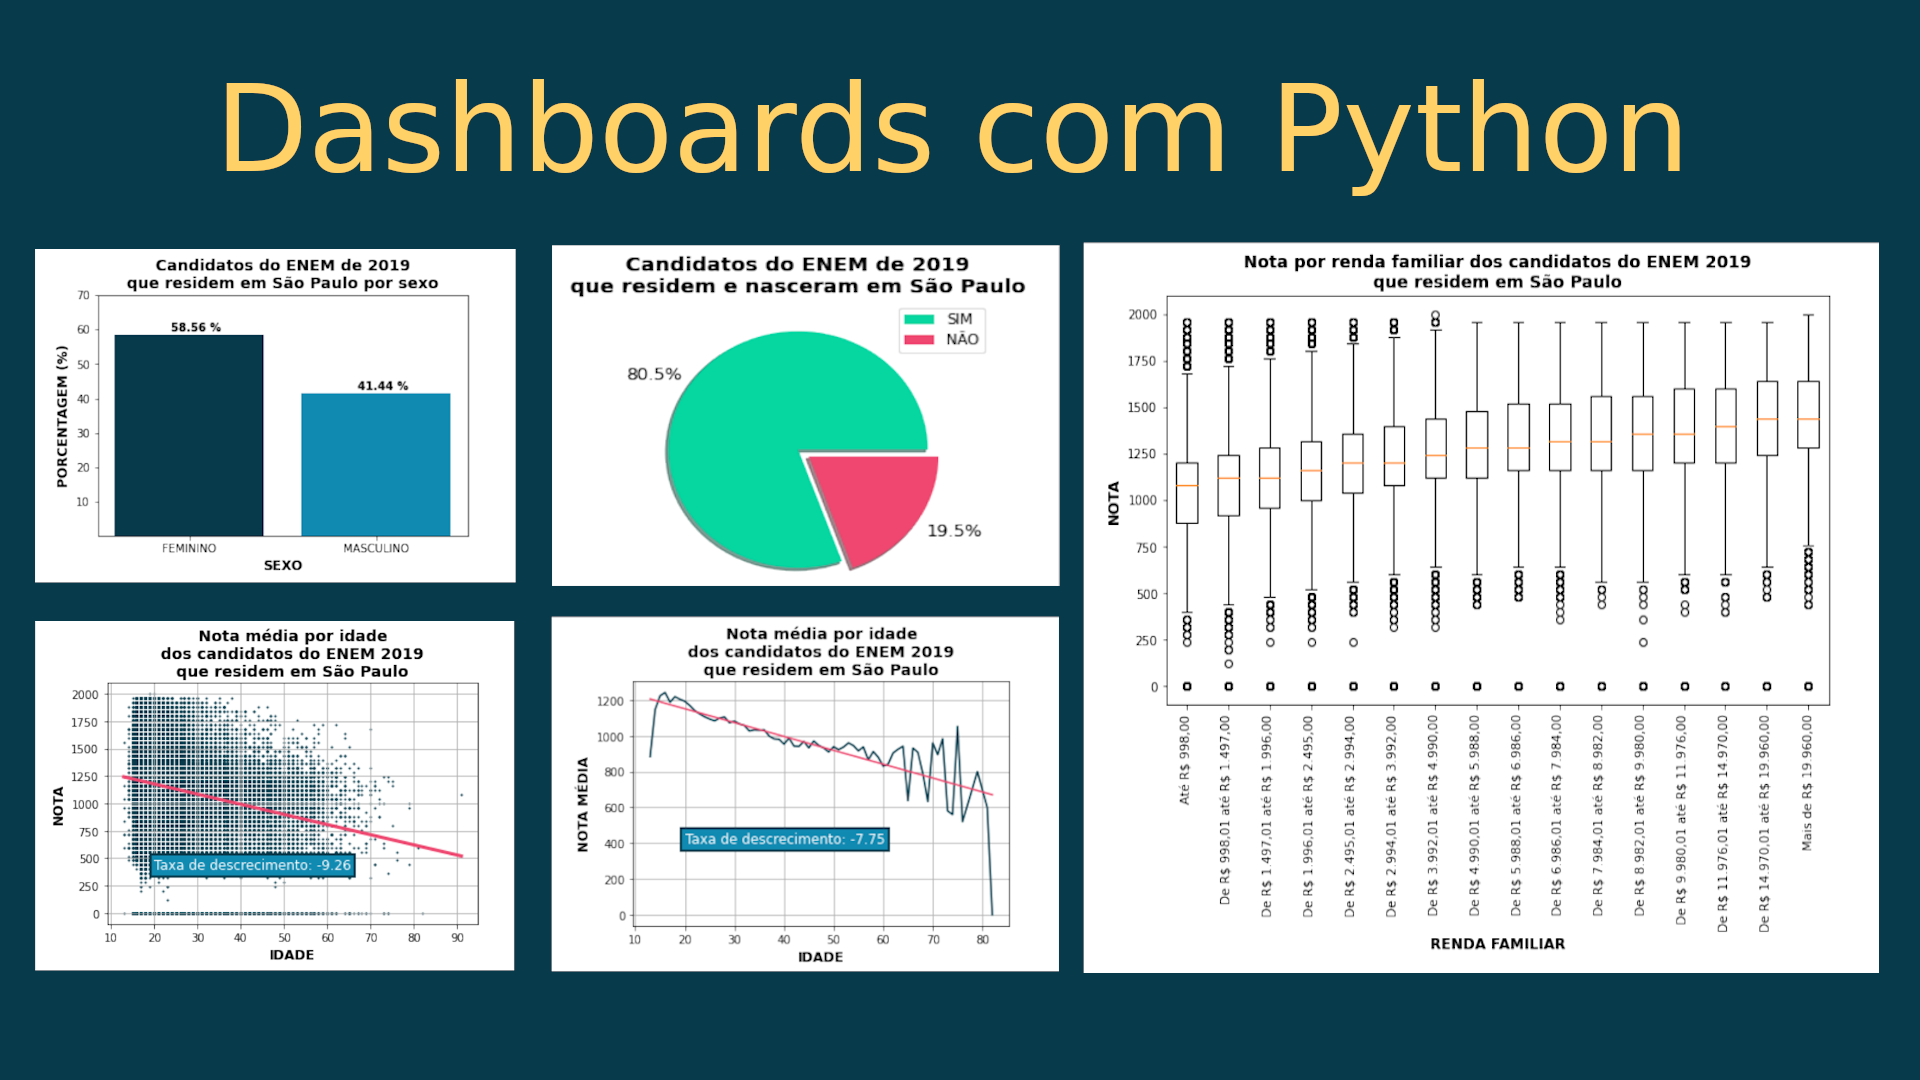 Dashboards com Python
Candidatos do ENEM de 2019
que residem em São Paulo por sexo
70
60
50
40
30
20
10
PORCENTAGEM (%)
58.56 %
41.44 %
FEMININO MASCULINO
SEXO
Candidatos do ENEM de 2019
que residem e nasceram em São Paulo
SIM
NÃO
80.5%
19.5%
Nota por renda familiar dos candidatos do ENEM 2019
que residem em São Paulo
2000
1750
1500
1250
1000
750
500
250
0
NOTA
Até R$ 998,00
De R$ 998,01 até R$ 1.497,00
De R$ 1.497,01 até R$ 1.996,00
De R$ 1.996,01 até R$ 2.495,00
De R$ 2.495,01 até R$ 2.994,00
De R$ 2.994,01 até R$ 3.992,00
De R$ 3.992,01 até R$ 4.990,00
De R$ 4.990,01 até R$ 5.988,00
De R$ 5.988,01 até R$ 6.986,00
De R$ 6.986,01 até R$ 7.984,00
De R$ 7.984,01 até R$ 8.982,00
De R$ 8.982,01 até R$ 9.980,00
De R$ 9.980,01 até R$ 11.976,00
De R$ 11.976,01 até R$ 14.970,00
De R$ 14.970,01 até R$ 19.960,00
Mais de R$ 19.960,00
RENDA FAMILIAR
Nota média por idade
dos candidatos do ENEM 2019
que residem em São Paulo
2000
1750
1500
1250
1000
750
500
250
0
NOTA
Taxa de descrecimento: -9.26
10 20 30 40 50 60 70 80 90
IDADE
Nota média por idade
dos candidatos do ENEM 2019
que residem em São Paulo
1200
1000
800
600
400
200
0
NOTA MÉDIA
Taxa de descrecimento: -7.75
10 20 30 40 50 60 70 80
IDADE